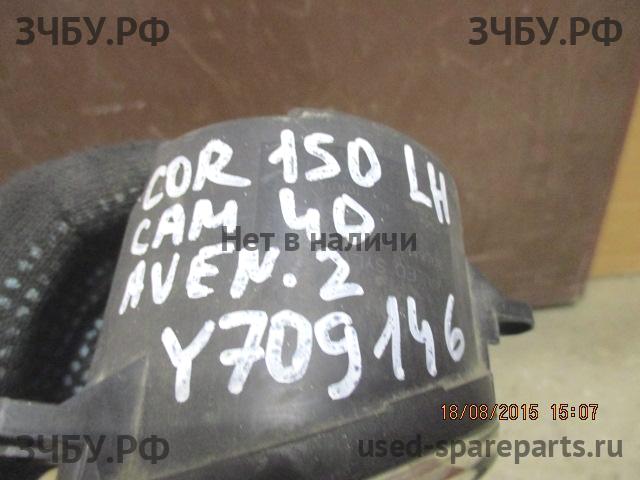 ЗЧБУ.РФ ЗЧБУ.РФ
COR 150 LH
CAM 40
Нет в наличии
AVEN. 2
Y709146
18/08/2015 15:07
ЗЧБУ.РФ used-spareparts.ru